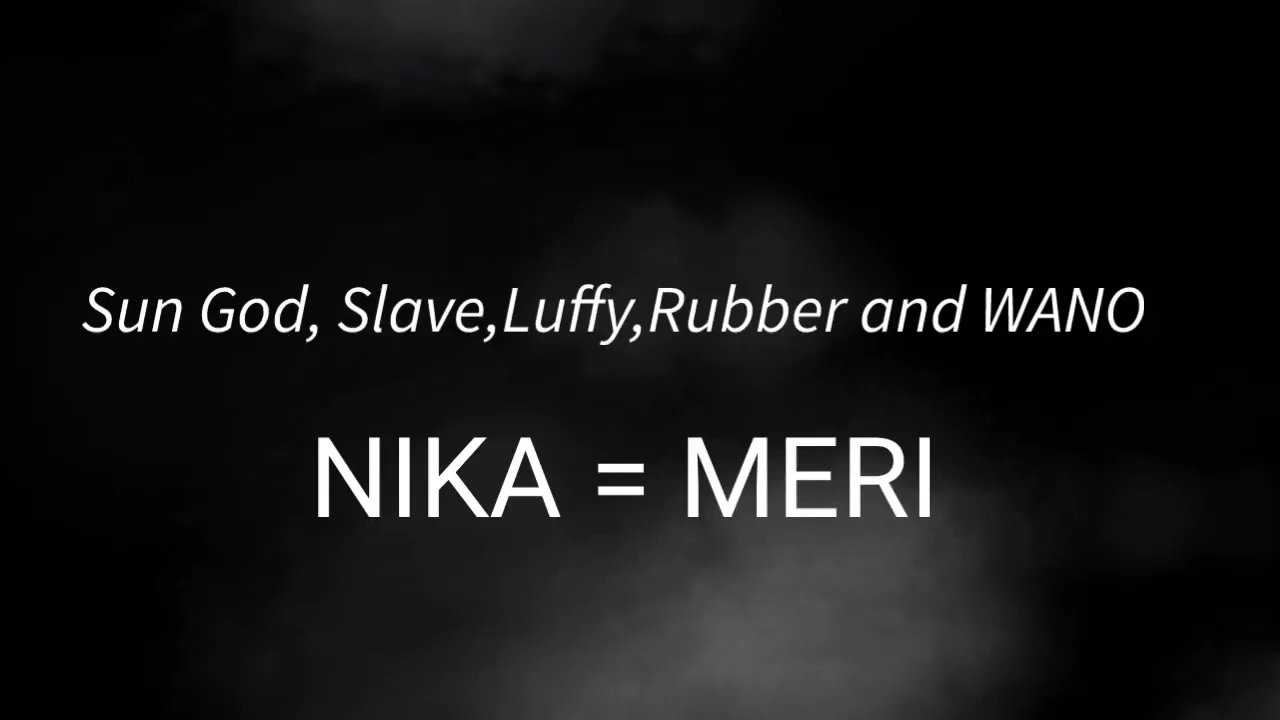 Sun God, Slave,Luffy,Rubber and WANO
NIKA = MERI